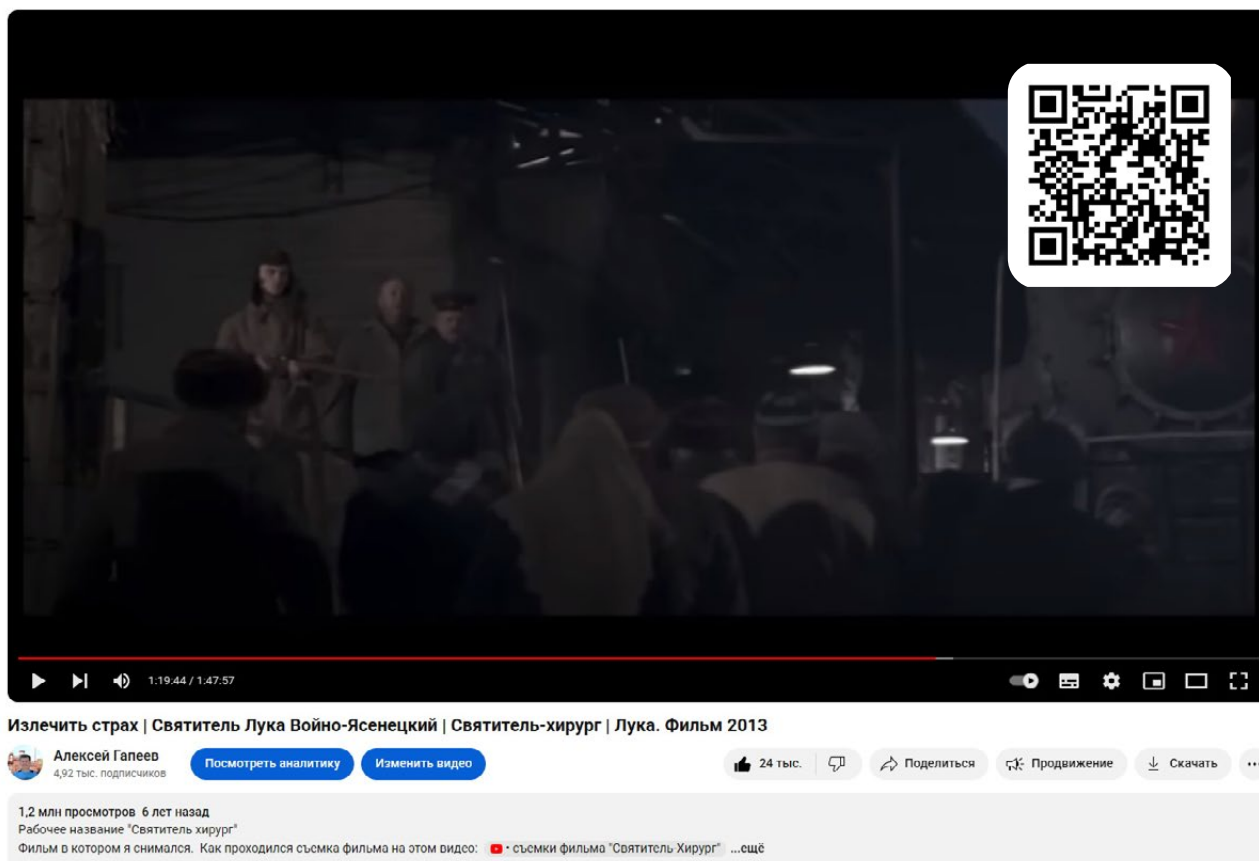 1:19:44 / 1:47:57
Излечить страх | Святитель Лука Войно-Ясенецкий | Святитель-хирург | Лука. Фильм 2013
Алексей Гапеев
4,92 тыс. подписчиков
Посмотреть аналитику
Изменить видео
24 тыс.
Поделиться
Продвижение
Скачать
1,2 млн просмотров 6 лет назад
Рабочее название "Святитель хирург"
Фильм в котором я снимался. Как проходился съемка фильма на этом видео: • съемки фильма "Святитель Хирург" ...ещё